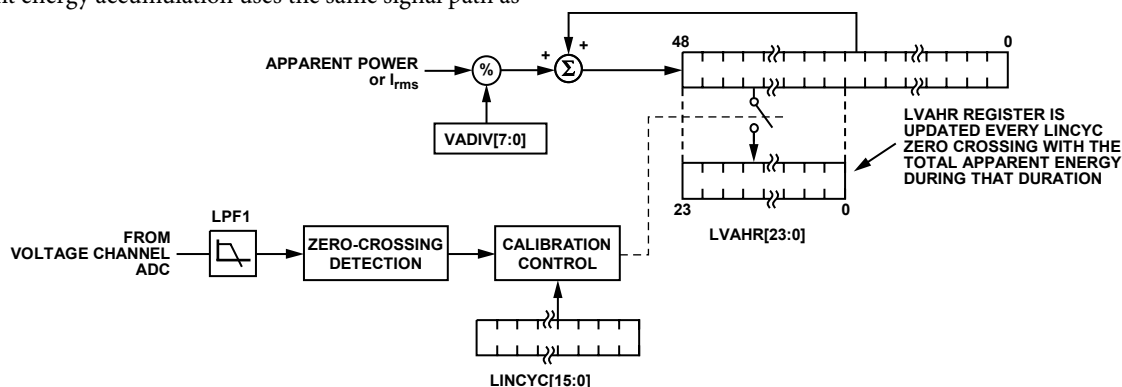 nt energy accumulation uses the same signal path as
48
0
APPARENT POWER
or Irms
%
+
+
Σ
VADIV[7:0]
LVAHR REGISTER IS
UPDATED EVERY LINCYC
ZERO CROSSING WITH THE
TOTAL APPARENT ENERGY
DURING THAT DURATION
23
0
LVAHR[23:0]
LPF1
FROM
VOLTAGE CHANNEL
ADC
ZERO-CROSSING
DETECTION
CALIBRATION
CONTROL
LINCYC[15:0]